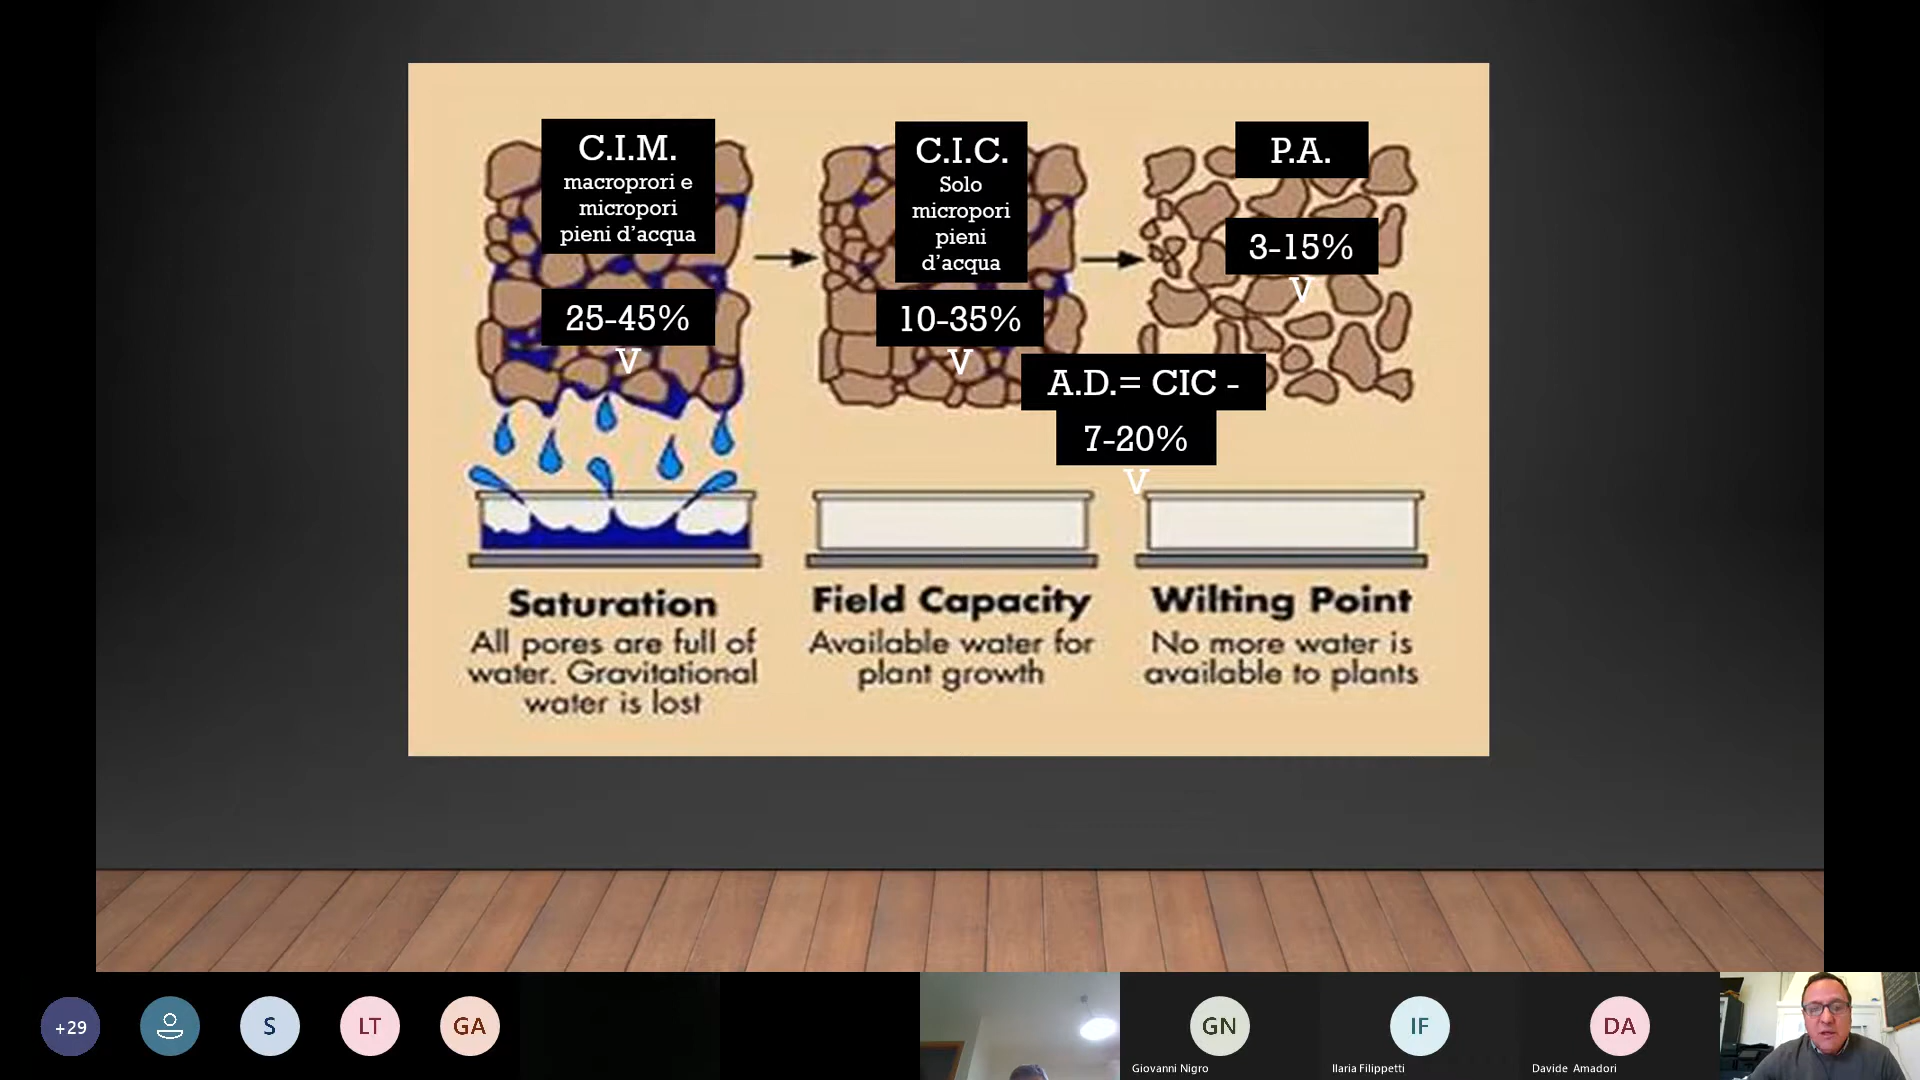 C.I.M.
macroprori e
micropori
pieni d'acqua
25-45%
V
C.I.C.
Solo
micropori
pieni
d'acqua
10-35%
V
P.A.
3-15%
V
A.D.= CIC -
7-20%
V
Saturation
All pores are full of
water. Gravitational
water is lost
Field Capacity
Available water for
plant growth
Wilting Point
No more water is
available to plants
+29
S
LT
GA
GN
Giovanni Nigro
IF
Ilaria Filippetti
DA
Davide Amadori